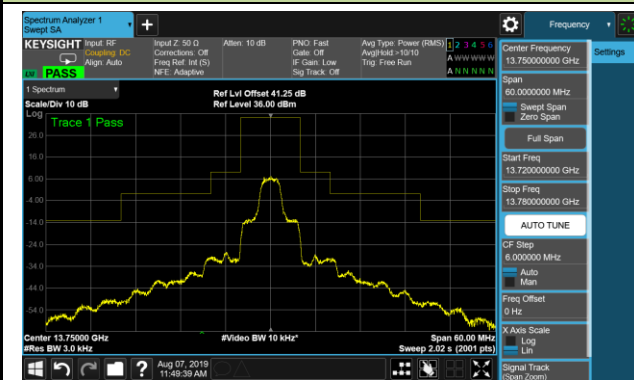 Spectrum Analyzer 1
Swept SA
Frequency
KEYSIGHT
Input: RF
Coupling: DC
Align: Auto
PASS
Input Z: 50 Ω
Corrections: Off
Freq Ref: Int (S)
NFE: Adaptive
Atten: 10 dB
PNO: Fast
Gate: Off
IF Gain: Low
Sig Track: Off
Avg Type: Power (RMS)
Avg|Hold:>10/10
Trig: Free Run
1 2 3 4 5 6
A W W W W W
A N N N N N
Settings
1 Spectrum
Scale/Div 10 dB
Log
Ref Lvl Offset 41.25 dB
Ref Level 36.00 dBm
Trace 1 Pass
26.0
16.0
6.00
-4.00
-14.0
-24.0
-34.0
-44.0
-54.0
Center 13.75000 GHz
#Res BW 3.0 kHz
#Video BW 10 kHz*
Span 60.00 MHz
Sweep 2.02 s (2001 pts)
Aug 07, 2019
11:49:39 AM
Center Frequency
13.750000000 GHz
Span
60.0000000 MHz
Swept Span
Zero Span
Full Span
Start Freq
13.720000000 GHz
Stop Freq
13.780000000 GHz
AUTO TUNE
CF Step
6.000000 MHz
Auto
Man
Freq Offset
0 Hz
X Axis Scale
Log
Lin
Signal Track
(Span Zoom)